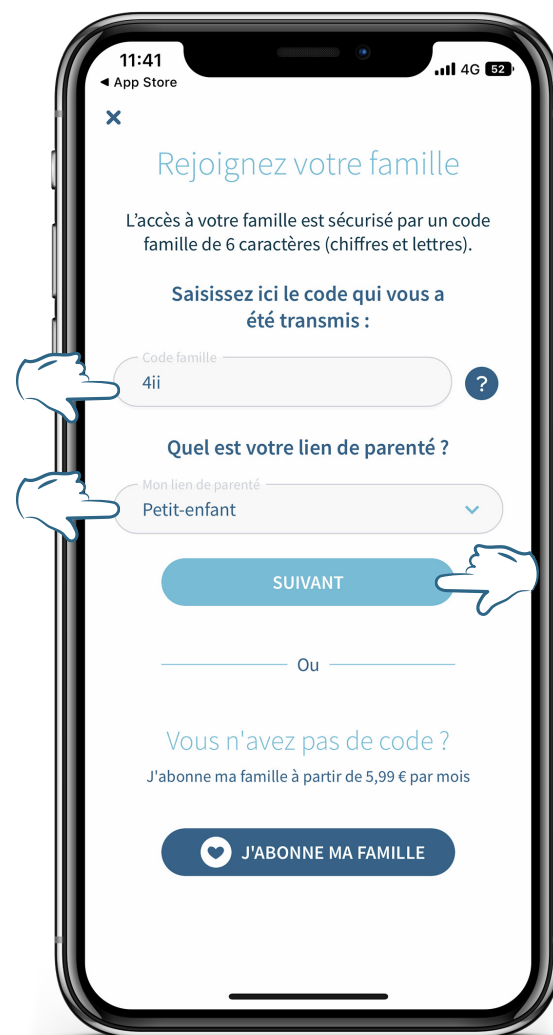 11:41
4G 52
◀ App Store
Rejoignez votre famille
L'accès à votre famille est sécurisé par un code
famille de 6 caractères (chiffres et lettres).
Saisissez ici le code qui vous a
été transmis :
Code famille
4ii
?
Quel est votre lien de parenté ?
Mon lien de parenté
Petit-enfant
SUIVANT
Ou
Vous n'avez pas de code ?
J'abonne ma famille à partir de 5,99 € par mois
J'ABONNE MA FAMILLE